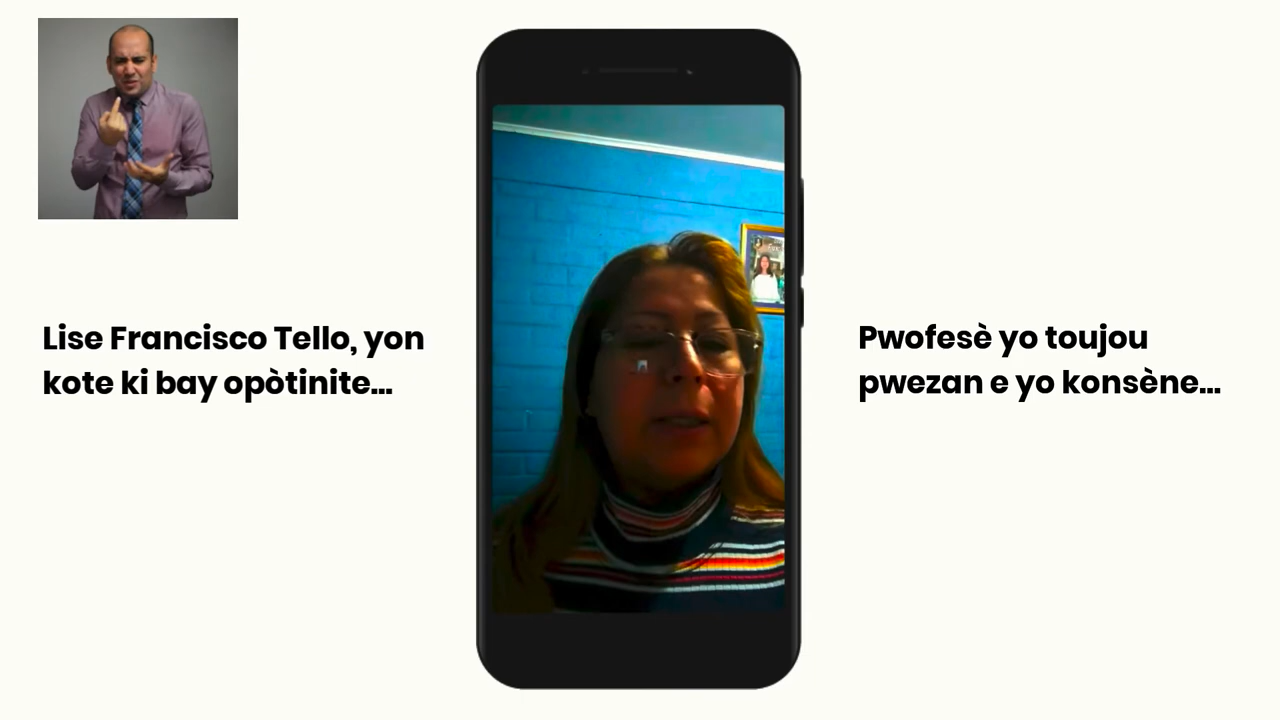 Lise Francisco Tello, yon
kote ki bay opòtinite...
Pwofesè yo toujou
pwezan e yo konsène...